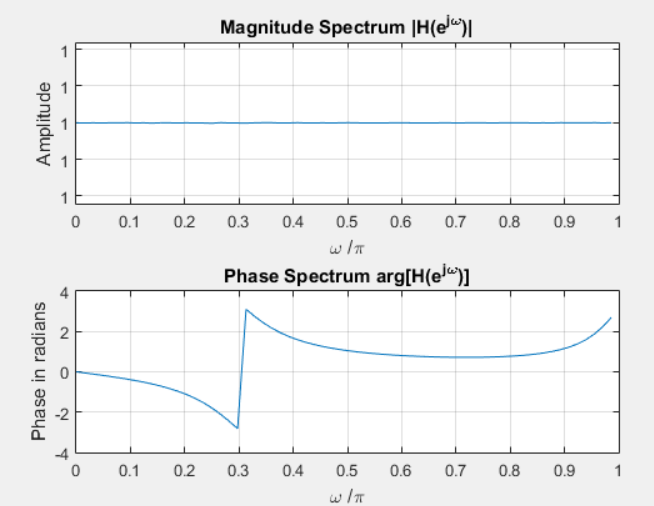 Magnitude Spectrum |H(e^jω)|
1
1
1
1
1
Amplitude
0 0.1 0.2 0.3 0.4 0.5 0.6 0.7 0.8 0.9 1
ω /π
Phase Spectrum arg[H(e^jω)]
4
2
0
-2
-4
Phase in radians
0 0.1 0.2 0.3 0.4 0.5 0.6 0.7 0.8 0.9 1
ω /π